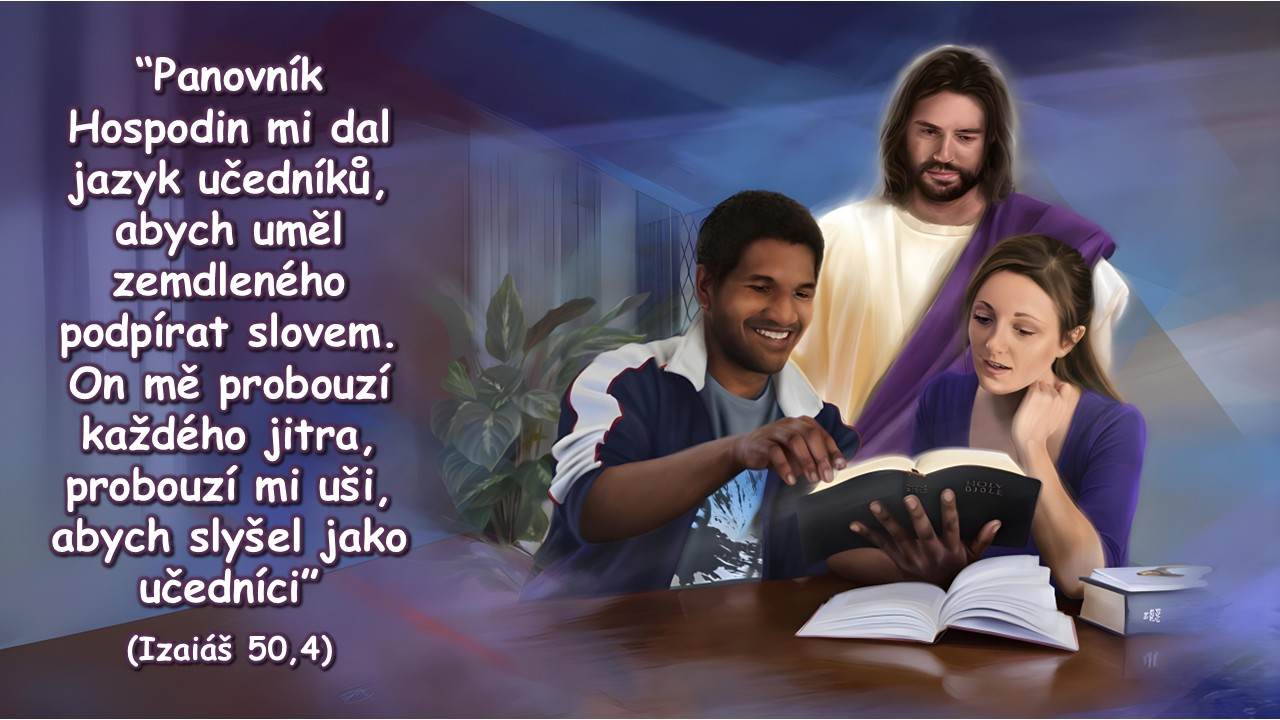 “Panovník
Hospodin mi dal
jazyk učedníků,
abych uměl
zemdleného
podpírat slovem.
On mě probouzí
každého jitra,
probouzí mi uši,
abych slyšel jako
učedníci”
(Izaiáš 50,4)
HOLY
BIBLE